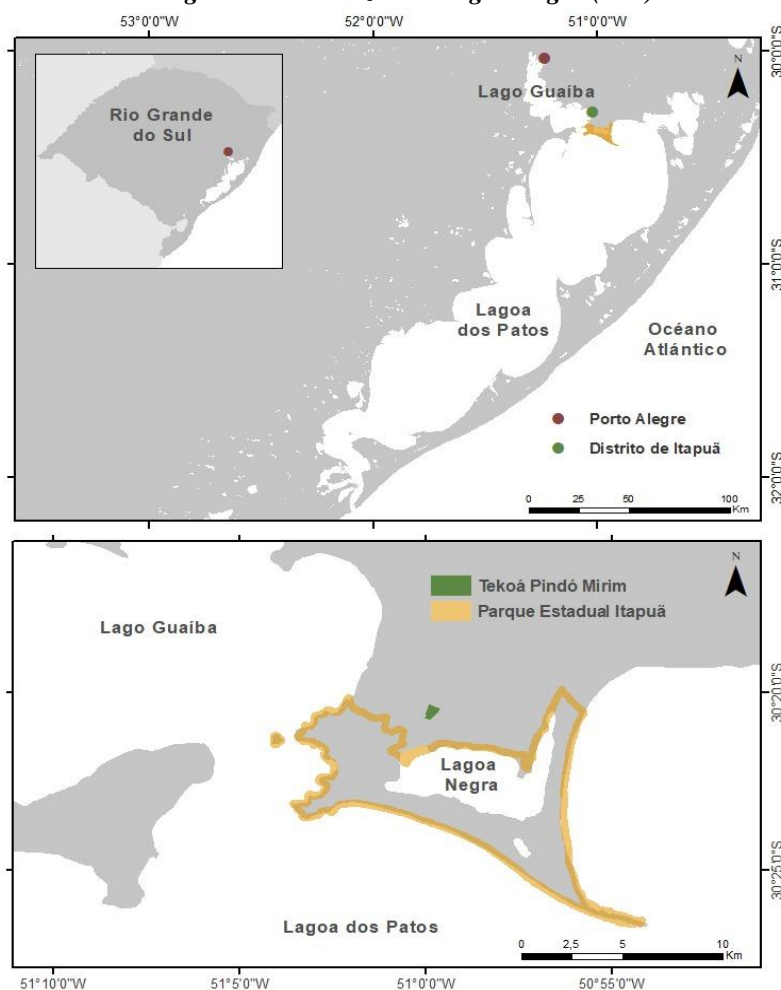 53°0'0"W
52°0'0"W
51°0'0"W
30°0'0"S
N
Lago Guaíba
Rio Grande
do Sul
31°0'0"S
Lagoa
dos Patos
Océano
Atlántico
Porto Alegre
Distrito de Itapuã
32°0'0"S
0 25 50 100
Km
N
Tekoá Pindó Mirim
Parque Estadual Itapuã
Lago Guaíba
30°20'0"S
Lagoa
Negra
30°25'0"S
Lagoa dos Patos
0 2,5 5 10
Km
51°10'0"W
51°5'0"W
51°0'0"W
50°55'0"W